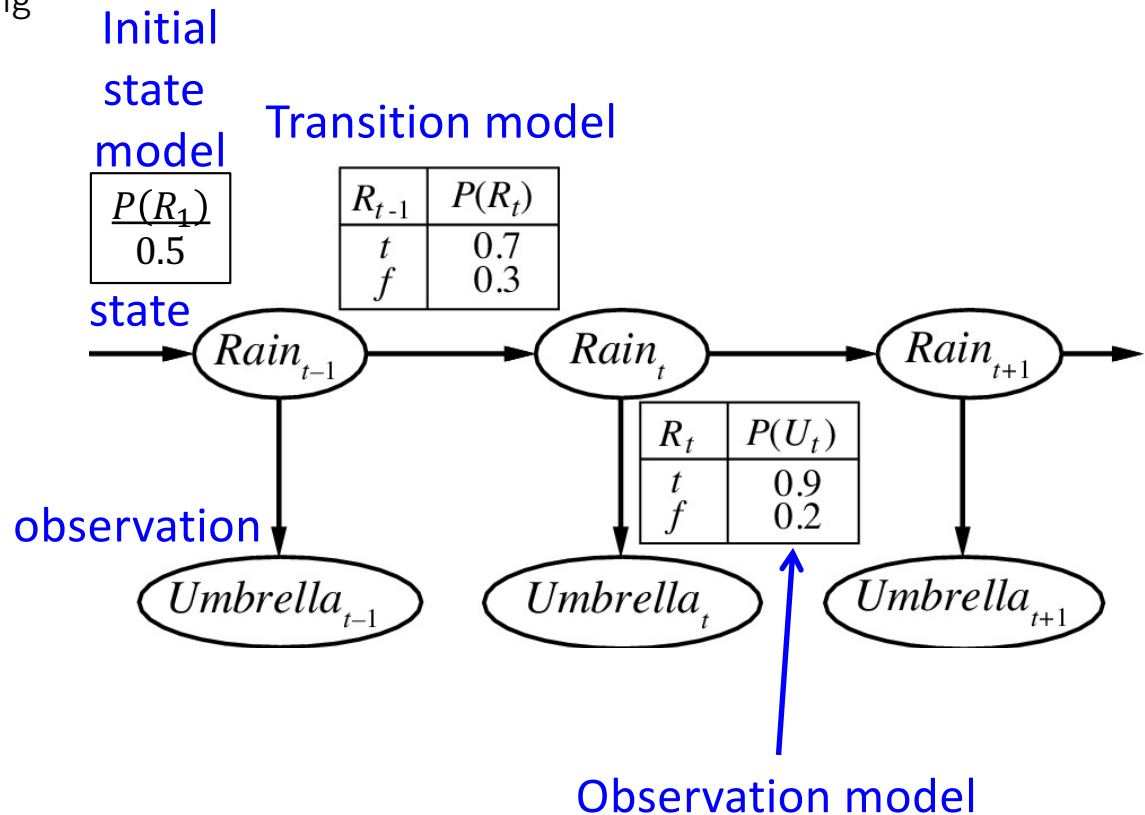 ng
Initial
state
model
Transition model
P(R₁)
0.5
Rₜ₋₁ P(Rₜ)
t 0.7
f 0.3
state
Rainₜ₋₁
Rainₜ
Rainₜ₊₁
Rₜ P(Uₜ)
t 0.9
f 0.2
observation
Umbrellaₜ₋₁
Umbrellaₜ
Umbrellaₜ₊₁
Observation model